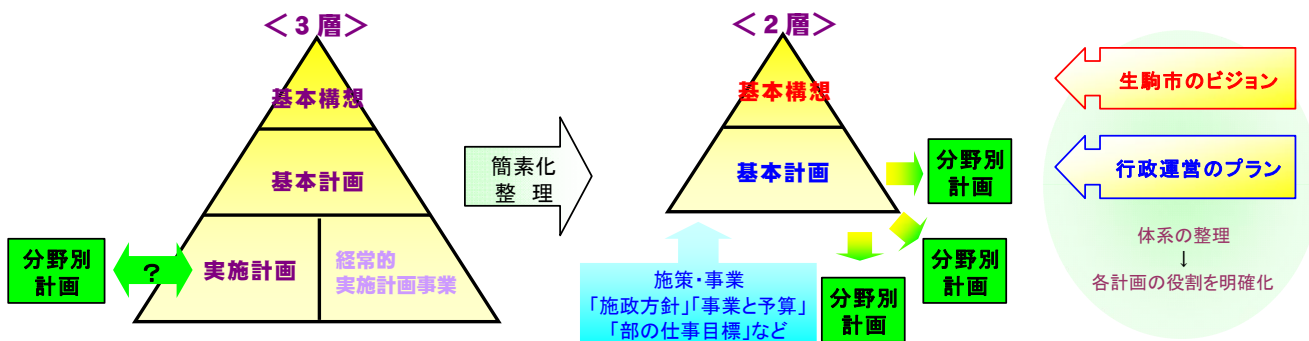 ＜３層＞
基本構想
基本計画
分野別
計画
？
実施計画
経常的
実施計画事業
簡素化
整　理
＜２層＞
基本構想
基本計画
分野別
計画
分野別
計画
分野別
計画
施策・事業
「施政方針」「事業と予算」
「部の仕事目標」など
生駒市のビジョン
行政運営のプラン
体系の整理
↓
各計画の役割を明確化